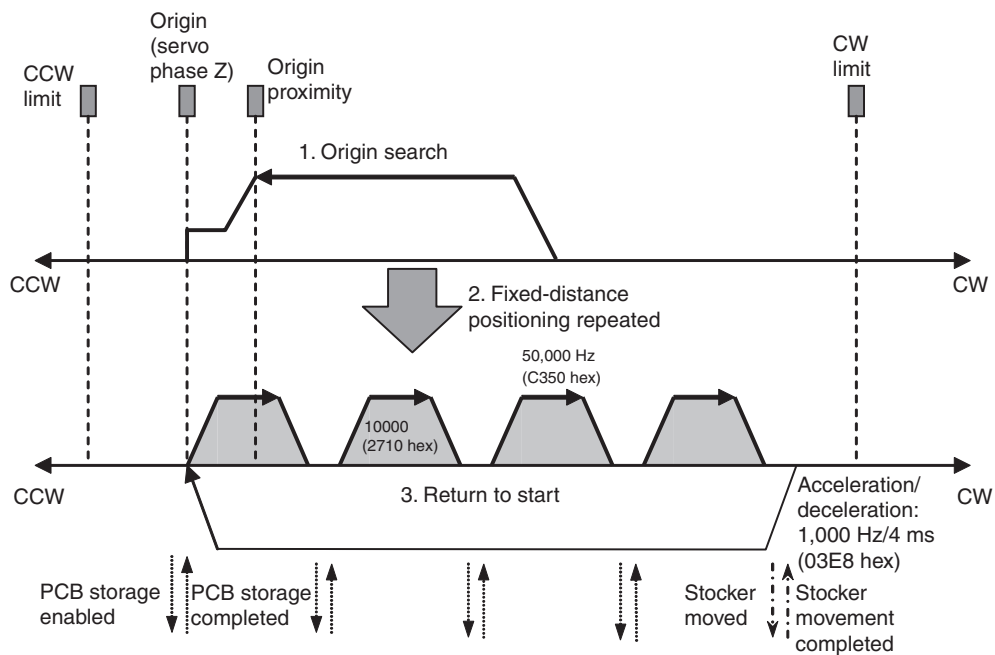 Origin
(servo
phase Z)
CCW
limit
Origin
proximity
CW
limit
1. Origin search
CCW
CW
2. Fixed-distance
positioning repeated
50,000 Hz
(C350 hex)
10000
(2710 hex)
CCW
3. Return to start
CW
Acceleration/
deceleration:
1,000 Hz/4 ms
(03E8 hex)
PCB storage
enabled
PCB storage
completed
Stocker
moved
Stocker
movement
completed